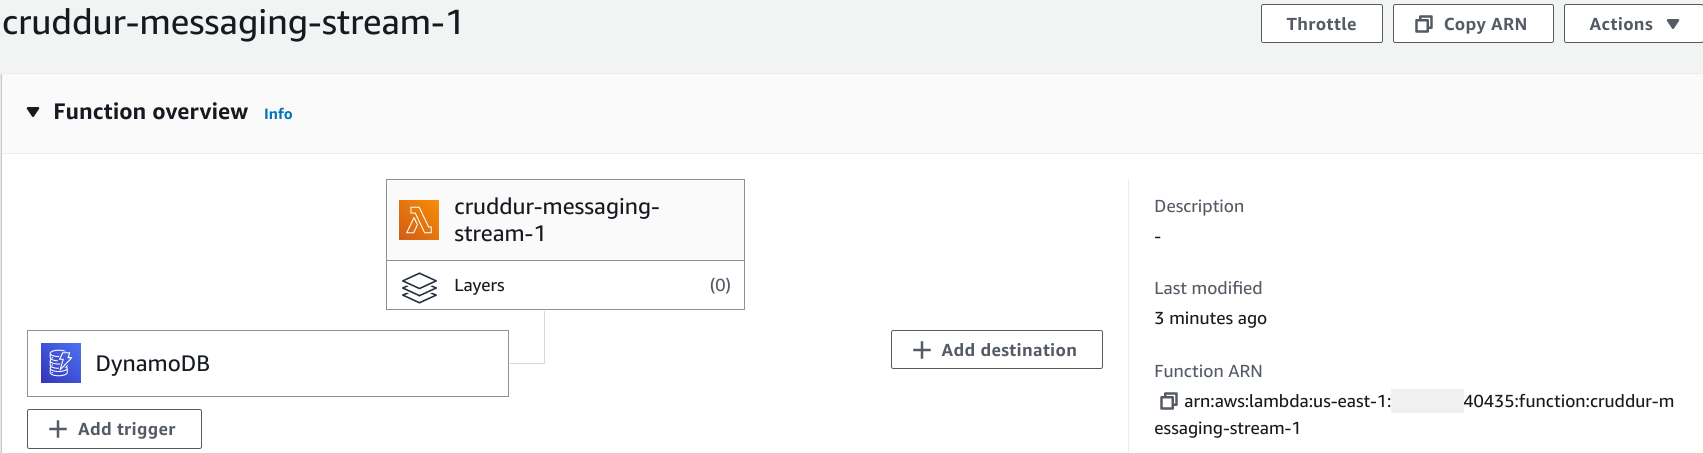 cruddur-messaging-stream-1
Throttle
Copy ARN
Actions
Function overview Info
cruddur-messaging-
stream-1
Layers (0)
DynamoDB
Add trigger
Add destination
Description
-
Last modified
3 minutes ago
Function ARN
arn:aws:lambda:us-east-1: 40435:function:cruddur-m
essaging-stream-1